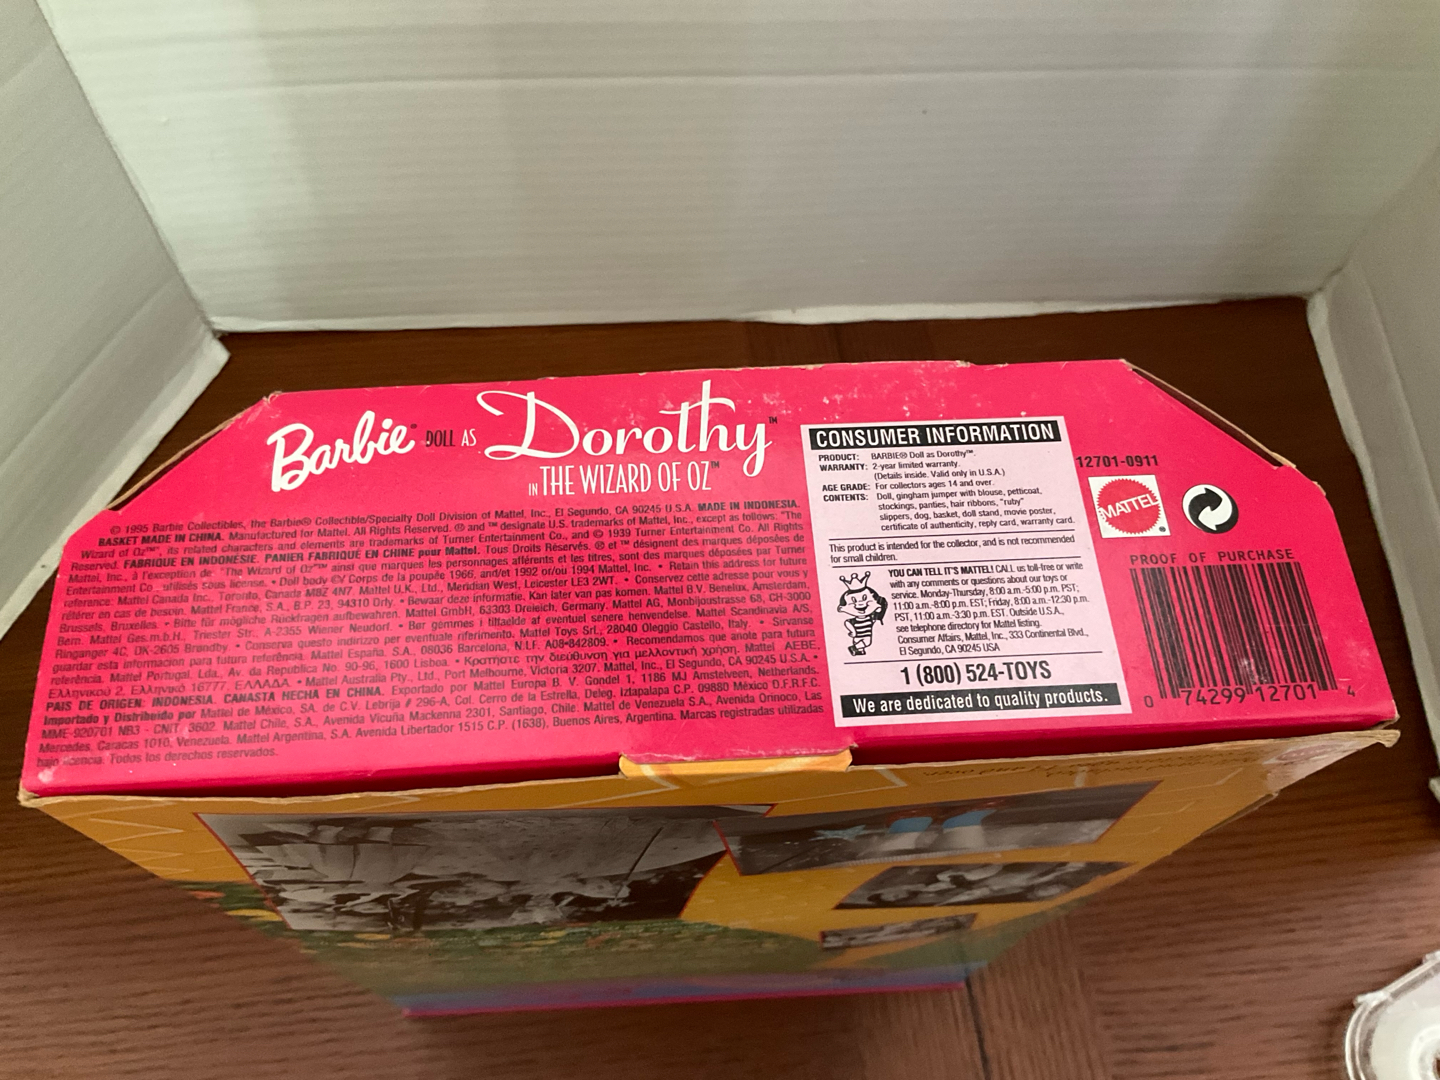 Barbie® DOLL AS Dorothy™
IN THE WIZARD OF OZ™
© 1995 Barbie Collectibles, the Barbie® Collectible/Specialty Doll Division of Mattel, Inc., El Segundo, CA 90245 U.S.A. MADE IN INDONESIA.
BASKET MADE IN CHINA. Manufactured for Mattel. All Rights Reserved. ® and ™ designate U.S. trademarks of Mattel, Inc., except as follows: "The
Wizard of Oz™", its related characters and elements are trademarks of Turner Entertainment Co., and © 1939 Turner Entertainment Co. All Rights
Reserved. FABRIQUÉ EN INDONÉSIE. PANIER FABRIQUÉ EN CHINE pour Mattel. Tous Droits Réservés. ® et ™ désignent des marques déposées de
Mattel, Inc., à l'exception de "The Wizard of Oz™" ainsi que marques les personnages afférents et les titres, sont des marques déposées par Turner
Entertainment Co., utilisés sous license. • Doll body ©/ Corps de la poupée 1966, and/et 1992 or/ou 1994 Mattel, Inc. • Retain this address for future
reference: Mattel Canada Inc., Toronto, Canada M8Z 4N7. Mattel U.K., Ltd., Meridian West, Leicester LE3 2WT. • Conservez cette adresse pour vous y
référer en cas de besoin. Mattel France, S.A., B.P. 23, 94310 Orly. • Bewaar deze informatie. Kan later van pas komen. Mattel B.V. Benelux, Amsterdam,
Brussels, Bruxelles. • Bitte für mögliche Rückfragen aufbewahren. Mattel GmbH, 63303 Dreieich, Germany. Mattel AG, Monbijoustrasse 68, CH-3000
Bern. Mattel Ges.m.b.H., Triester Str., A-2355 Wiener Neudorf. • Bør gemmes i tilfælde af eventuel senere henvendelse. Mattel Scandinavia A/S,
Ringager 4C, DK-2605 Brøndby. • Conserva questo indirizzo per eventuale riferimento. Mattel Toys Srl., 28040 Oleggio Castello, Italy. • Sirvanse
guardar esta informacion para futura referência. Mattel España, S.A., 08036 Barcelona, N.I.F. A08-842809. • Recomendamos que anote para futura
referência. Mattel Portugal, Lda., Av. da República No. 90-96, 1600 Lisboa. • Κρατήστε την διεύθυνση για μελλοντική χρήση. Mattel AEBE,
Ελληνικού 2, Ελληνικό 16777, ΕΛΛΑΔΑ. • Mattel Australia Pty., Ltd., Port Melbourne, Victoria 3207. Mattel, Inc., El Segundo, CA 90245 U.S.A. •
PAIS DE ORIGEN: INDONESIA. CANASTA HECHA EN CHINA. Exportado por Mattel Europa B. V. Gondel 1, 1186 MJ Amstelveen, Netherlands.
Importado y Distribuido por Mattel de México, SA. de C.V. Lebrija # 296-A, Col. Cerro de la Estrella, Deleg. Iztapalapa C.P. 09880 México D.F. R.F.C.
MME-920701 NB3 - CNIT 3602. Mattel Chile, S.A., Avenida Vicuña Mackenna 2301, Santiago, Chile. Mattel de Venezuela S.A., Avenida Orinoco, Las
Mercedes, Caracas 1010, Venezuela. Mattel Argentina, S.A. Avenida Libertador 1515 C.P. (1638), Buenos Aires, Argentina. Marcas registradas utilizadas
bajo licencia. Todos los derechos reservados.
CONSUMER INFORMATION
PRODUCT: BARBIE® Doll as Dorothy™.
WARRANTY: 2-year limited warranty.
(Details inside. Valid only in U.S.A.)
AGE GRADE: For collectors ages 14 and over.
CONTENTS: Doll, gingham jumper with blouse, petticoat,
stockings, panties, hair ribbons, "ruby"
slippers, dog, basket, doll stand, movie poster,
certificate of authenticity, reply card, warranty card.
This product is intended for the collector, and is not recommended
for small children.
YOU CAN TELL IT'S MATTEL! CALL us toll-free or write
with any comments or questions about our toys or
service. Monday-Thursday, 8:00 a.m.-5:00 p.m. PST;
11:00 a.m.-8:00 p.m. EST; Friday, 8:00 a.m.-12:30 p.m.
PST, 11:00 a.m.-3:30 p.m. EST. Outside U.S.A.,
see telephone directory for Mattel listing.
Consumer Affairs, Mattel, Inc., 333 Continental Blvd.,
El Segundo, CA 90245 USA
1 (800) 524-TOYS
We are dedicated to quality products.
12701-0911
MATTEL®
PROOF OF PURCHASE
0 74299 12701 4